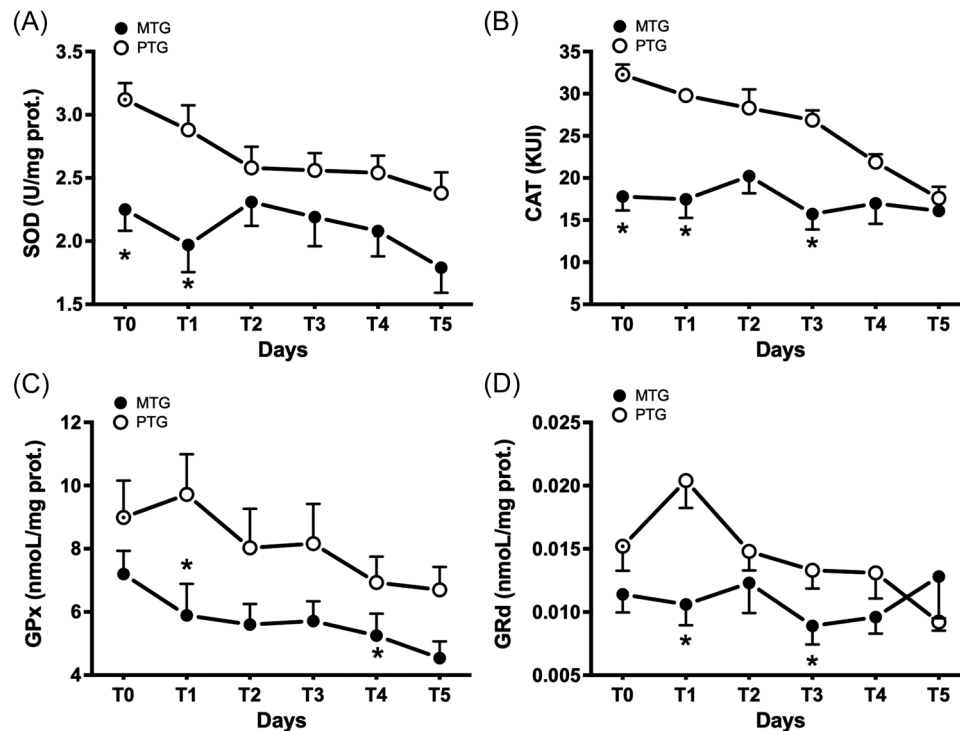 (A)
MTG
PTG
3.5
3.0
2.5
2.0
1.5
SOD (U/mg prot.)
*
*
T0 T1 T2 T3 T4 T5
Days
(B)
MTG
PTG
35
30
25
20
15
10
5
CAT (KUI)
*
*
*
T0 T1 T2 T3 T4 T5
Days
(C)
MTG
PTG
12
10
8
6
4
GPx (nmoL/mg prot.)
*
*
T0 T1 T2 T3 T4 T5
Days
(D)
MTG
PTG
0.025
0.020
0.015
0.010
0.005
GRd (nmoL/mg prot.)
*
*
T0 T1 T2 T3 T4 T5
Days